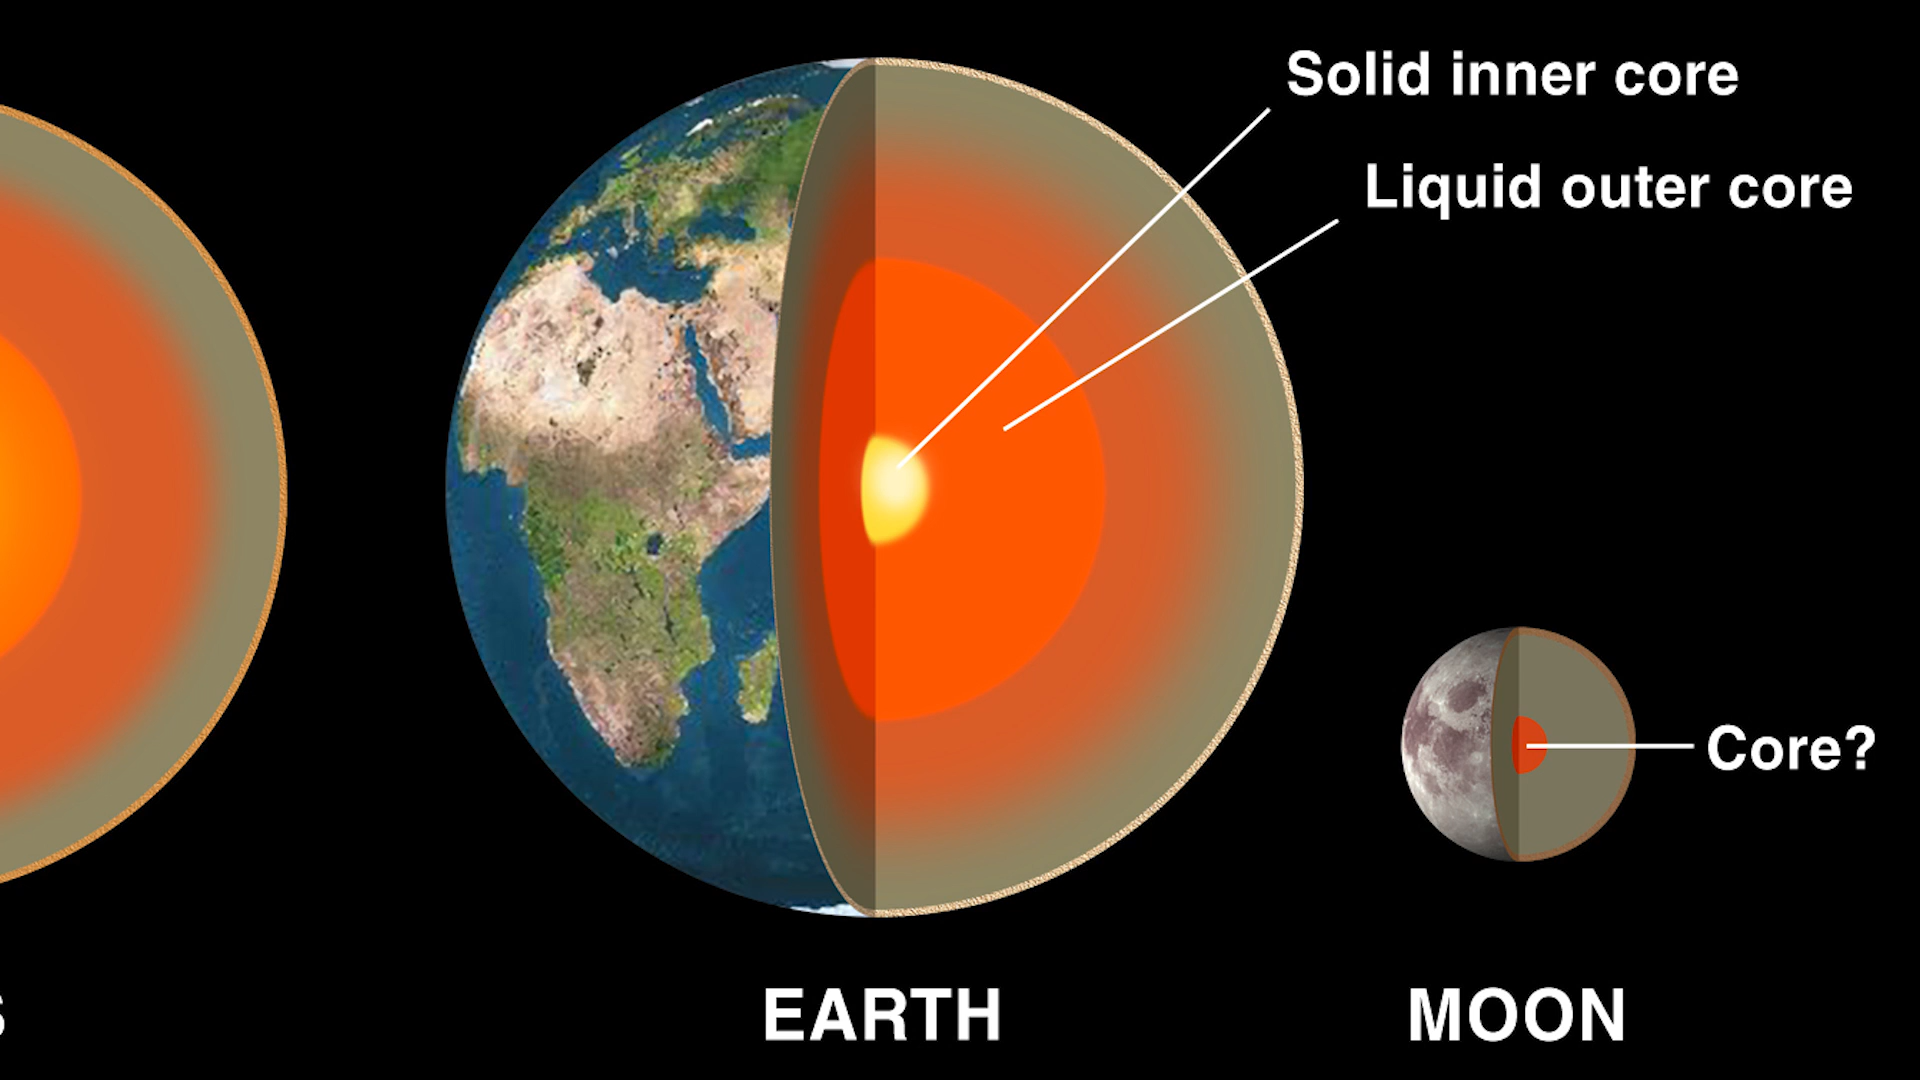 Solid inner core
Liquid outer core
Core?
EARTH
MOON